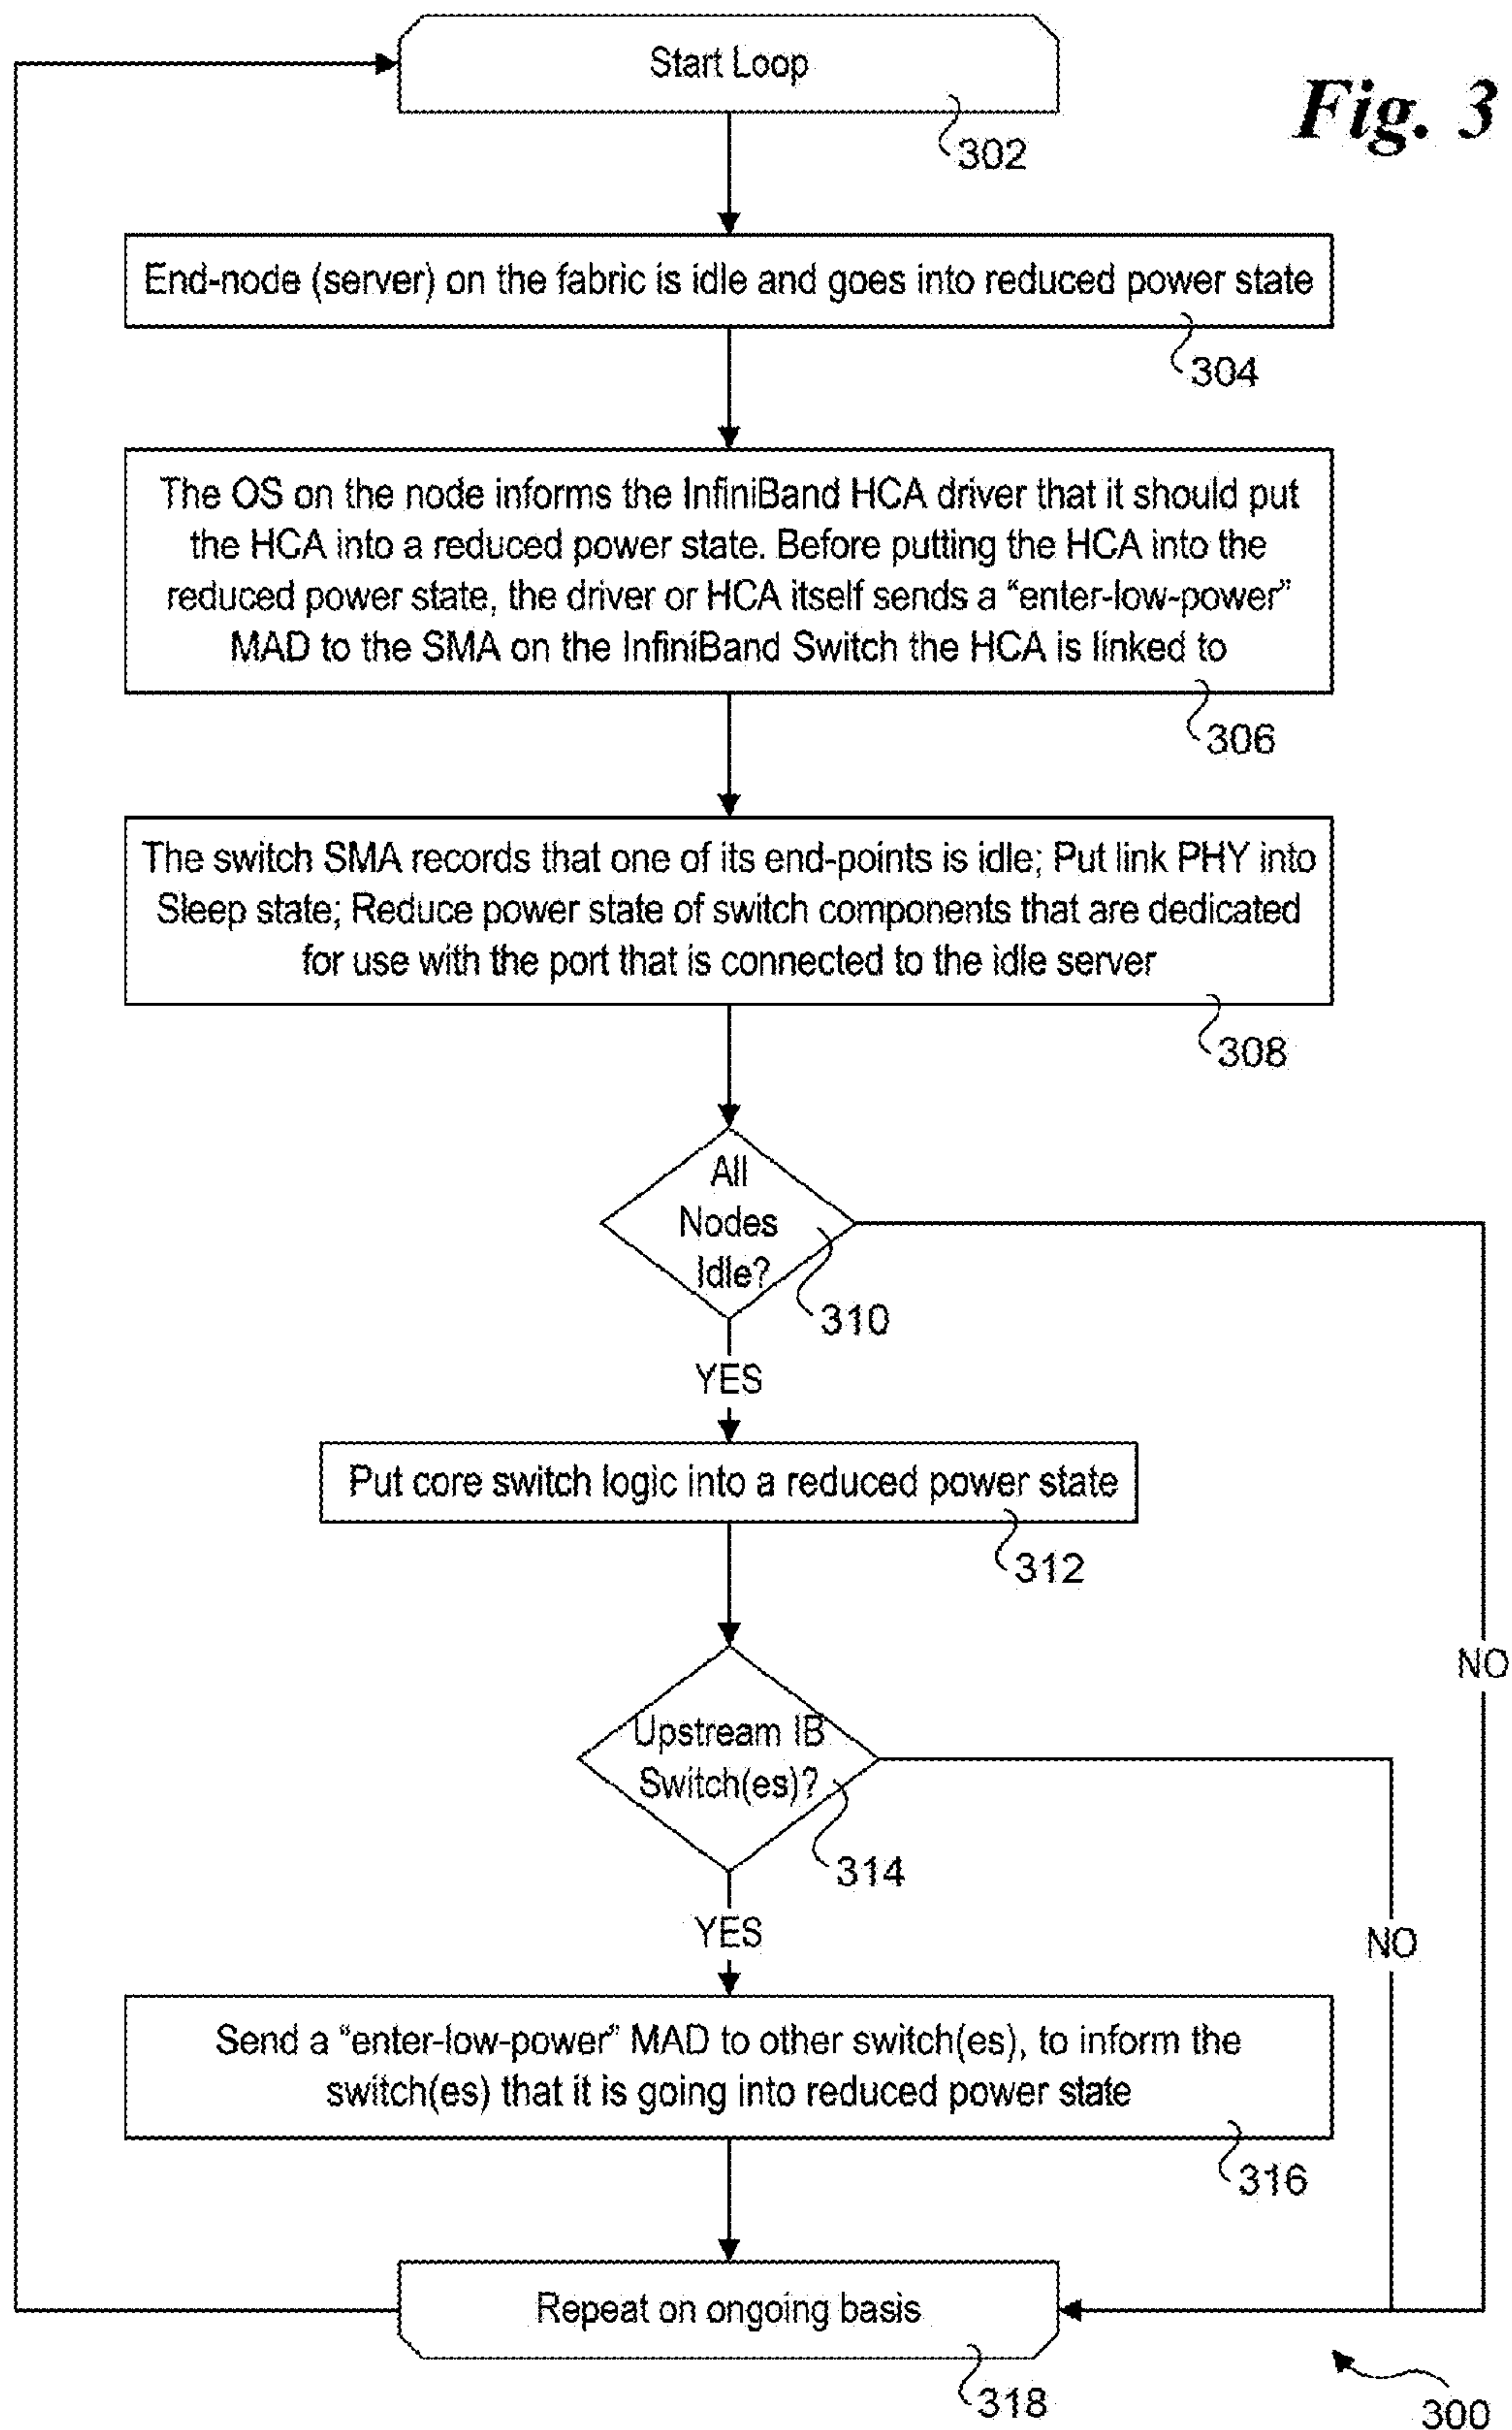 Start Loop
Fig. 3
302
End-node (server) on the fabric is idle and goes into reduced power state
304
The OS on the node informs the InfiniBand HCA driver that it should put
the HCA into a reduced power state. Before putting the HCA into the
reduced power state, the driver or HCA itself sends a “enter-low-power”
MAD to the SMA on the InfiniBand Switch the HCA is linked to
306
The switch SMA records that one of its end-points is idle; Put link PHY into
Sleep state; Reduce power state of switch components that are dedicated
for use with the port that is connected to the idle server
308
All
Nodes
Idle?
310
YES
Put core switch logic into a reduced power state
312
NO
Upstream IB
Switch(es)?
314
YES
NO
Send a “enter-low-power” MAD to other switch(es), to inform the
switch(es) that it is going into reduced power state
316
Repeat on ongoing basis
318
300